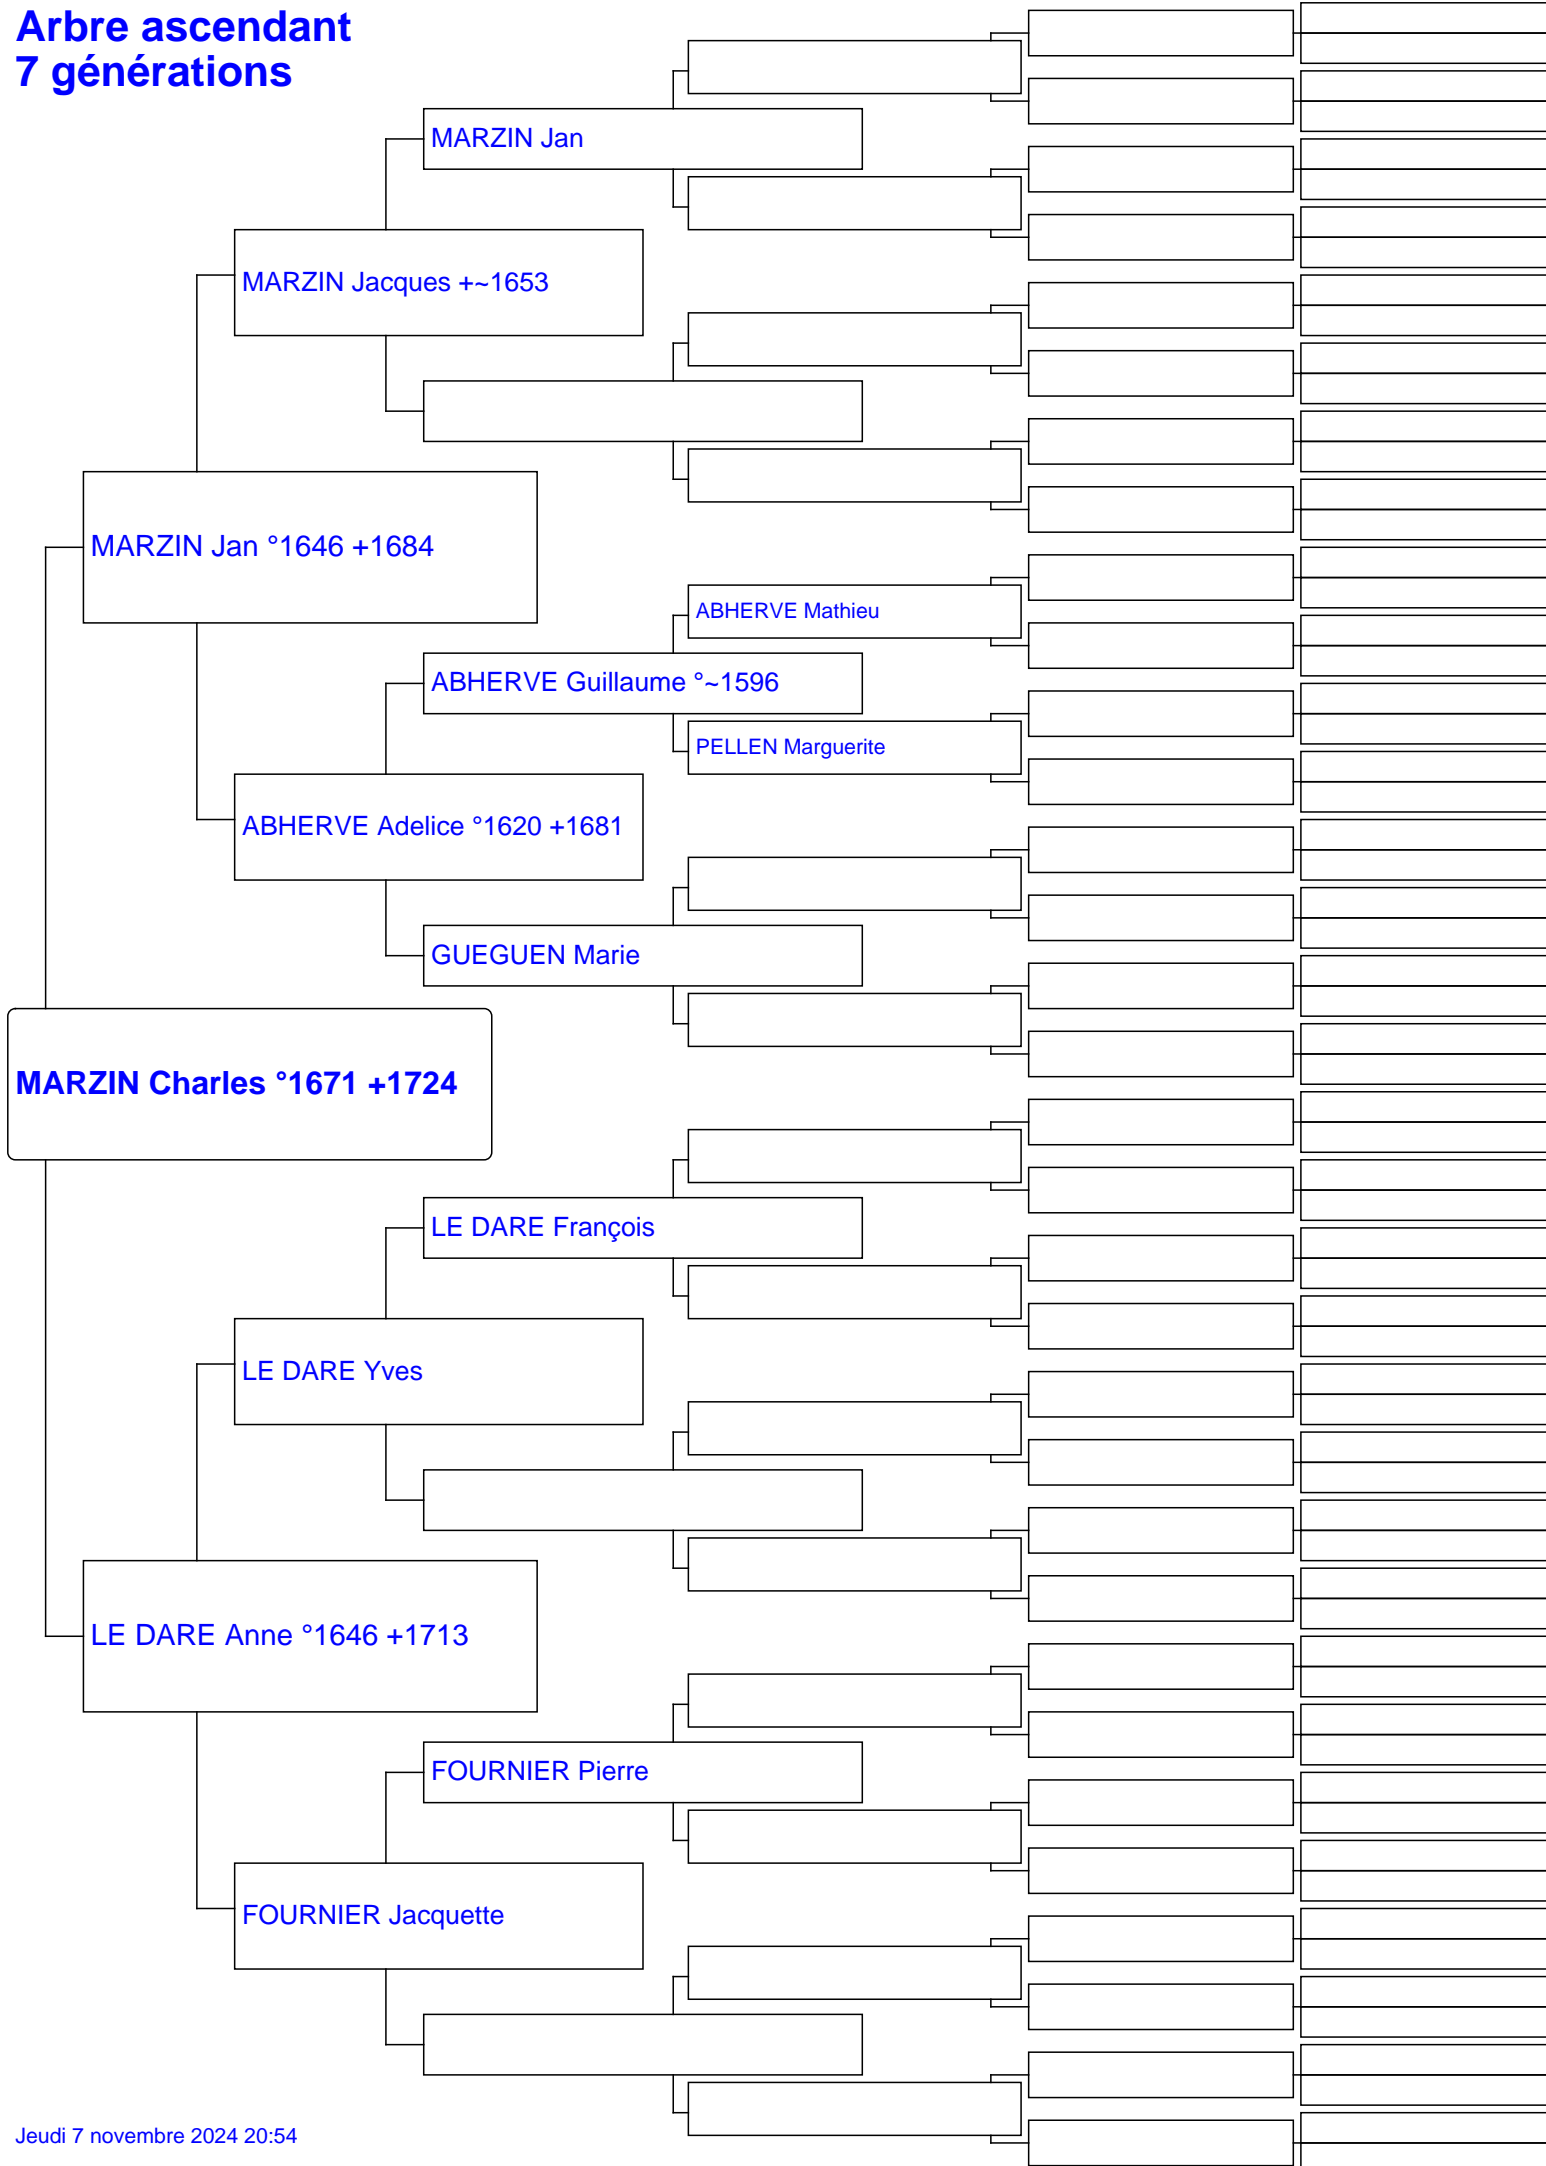 Arbre ascendant
7 générations
MARZIN Jan
MARZIN Jacques +~1653
MARZIN Jan °1646 +1684
ABHERVE Mathieu
ABHERVE Guillaume °~1596
PELLEN Marguerite
ABHERVE Adelice °1620 +1681
GUEGUEN Marie
MARZIN Charles °1671 +1724
LE DARE François
LE DARE Yves
LE DARE Anne °1646 +1713
FOURNIER Pierre
FOURNIER Jacquette
Jeudi 7 novembre 2024 20:54